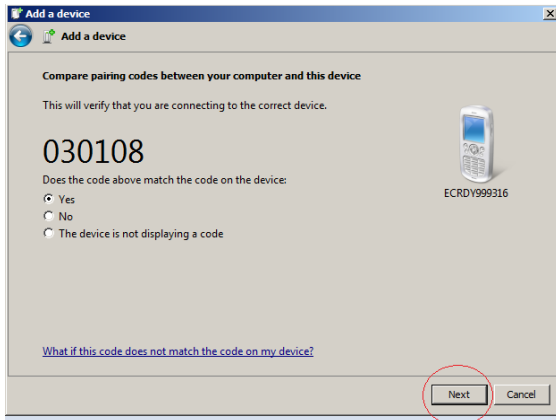 Add a device
Add a device
Compare pairing codes between your computer and this device
This will verify that you are connecting to the correct device.
030108
Does the code above match the code on the device:
ECRDY999316
Yes
No
The device is not displaying a code
What if this code does not match the code on my device?
Next
Cancel